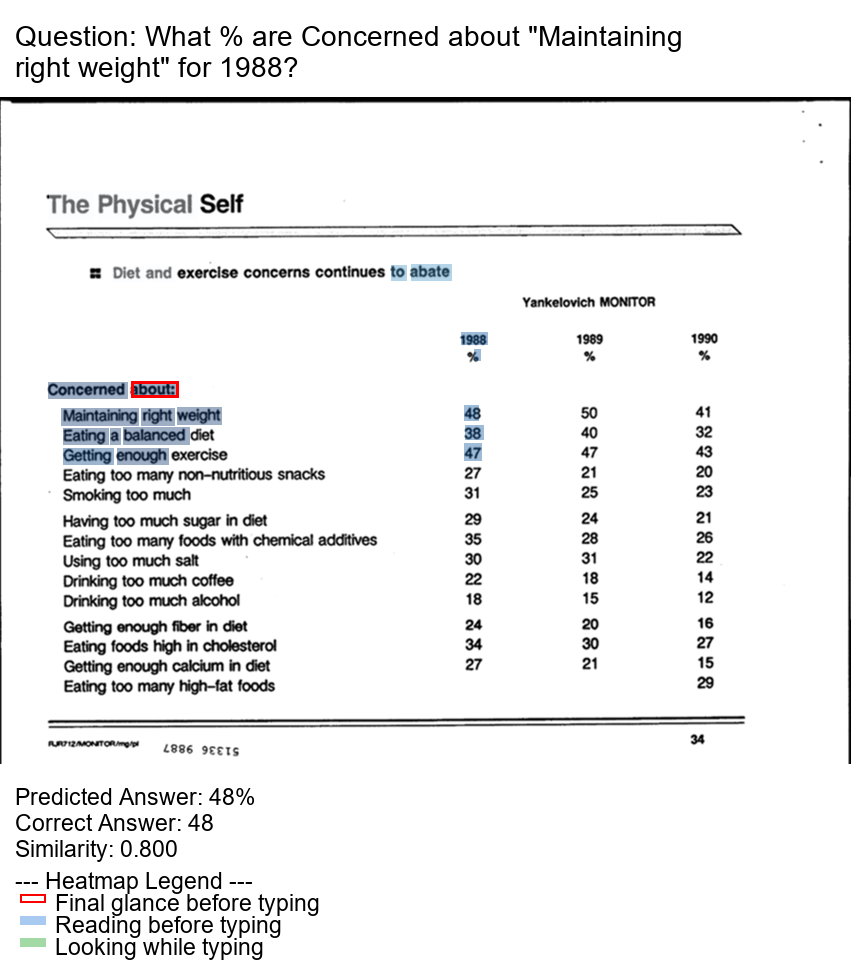 Question: What % are Concerned about "Maintaining
right weight" for 1988?
The Physical Self
Diet and exercise concerns continues to abate
Yankelovich MONITOR
1988 1989 1990
% % %
Concerned about:
Maintaining right weight 48 50 41
Eating a balanced diet 38 40 32
Getting enough exercise 47 47 43
Eating too many non-nutritious snacks 27 21 20
Smoking too much 31 25 23
Having too much sugar in diet 29 24 21
Eating too many foods with chemical additives 35 28 26
Using too much salt 30 31 22
Drinking too much coffee 22 18 14
Drinking too much alcohol 18 15 12
Getting enough fiber in diet 24 20 16
Eating foods high in cholesterol 34 30 27
Getting enough calcium in diet 27 21 15
Eating too many high-fat foods 29
RJR712/MONITOR/mg/pl 51336 9887 34
Predicted Answer: 48%
Correct Answer: 48
Similarity: 0.800
--- Heatmap Legend ---
Final glance before typing
Reading before typing
Looking while typing